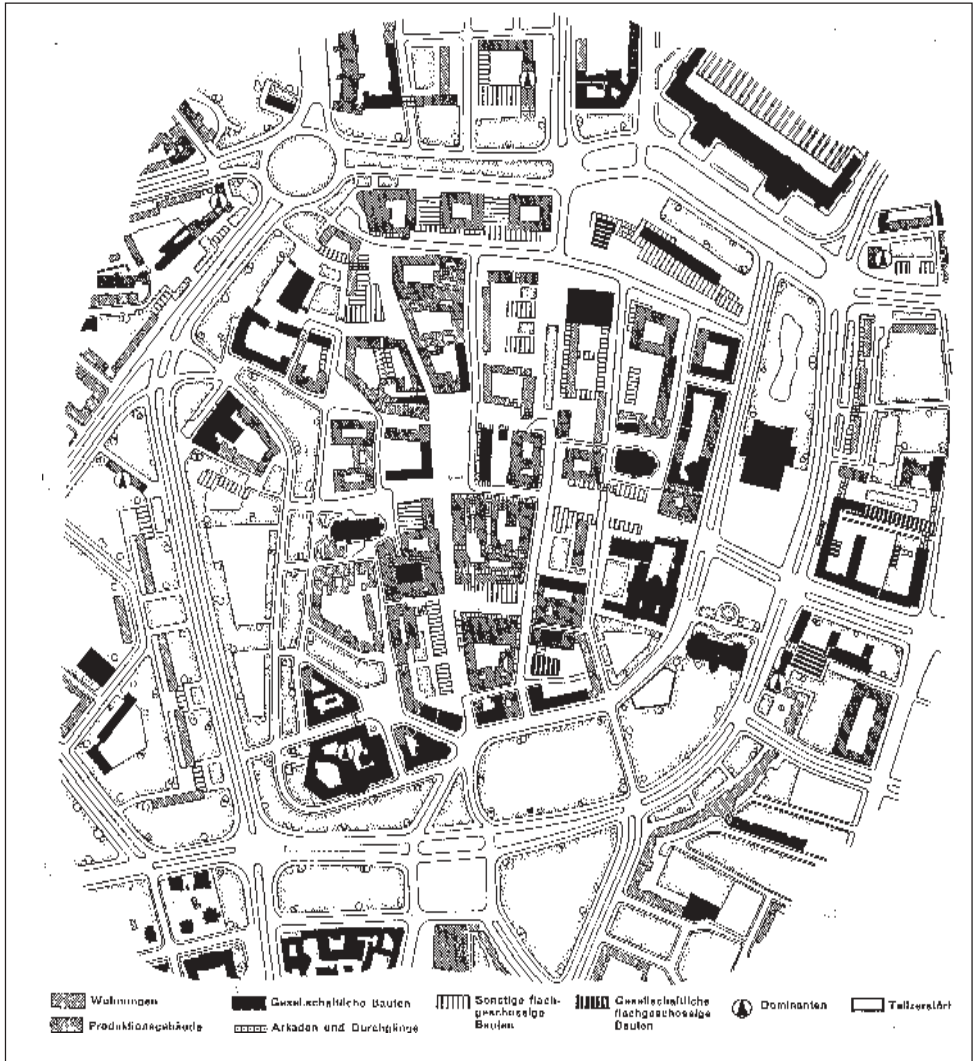 Wohnungen
Produktionsgebäude
Gesellschaftliche Bauten
Arkaden und Durchgänge
Sonstige flach-
geschossige
Bauten
Gesellschaftliche
flachgeschossige
Bauten
Dominanten
Teilzerstört